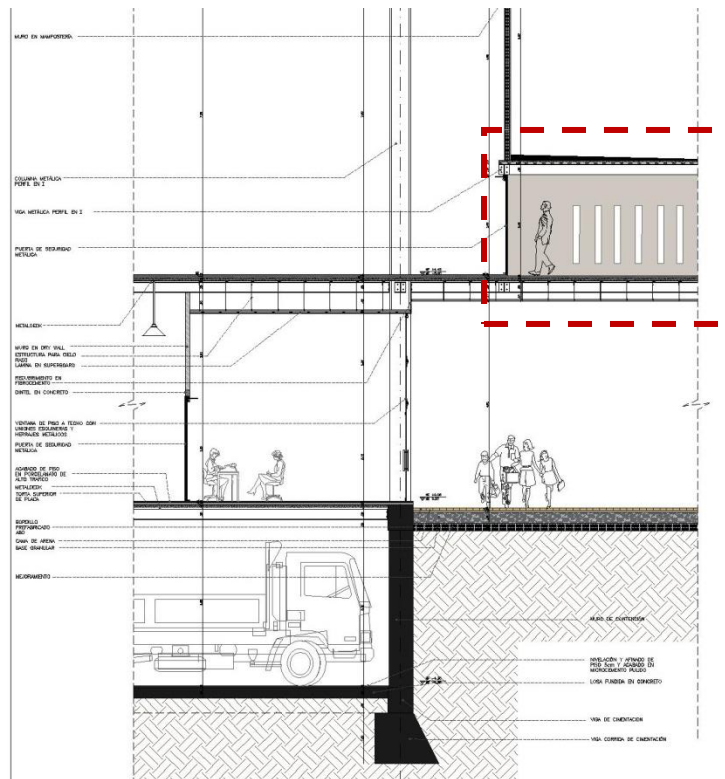 MURO EN MAMPOSTERÍA
COLUMNA METÁLICA
PERFIL EN I
VIGA METÁLICA PERFIL EN I
PUERTA DE SEGURIDAD
METÁLICA
METALDECK
MURO EN DRY WALL
ESTRUCTURA PARA CIELO
RASO
LAMINA EN SUPERBOARD
RECUBRIMIENTO EN
FIBROCEMENTO
DINTEL EN CONCRETO
VENTANA DE PISO A TECHO CON
UNIONES ESQUINERAS Y
HERRAJES METÁLICOS
PUERTA DE SEGURIDAD
METÁLICA
ACABADO DE PISO
EN PORCELANATO DE
ALTO TRAFICO
METALDECK
TORTA SUPERIOR
DE PLACA
BORDILLO
PREFABRICADO
A80
CAMA DE ARENA
BASE GRANULAR
MEJORAMIENTO
MURO DE CONTENCIÓN
NIVELACIÓN Y AFINADO DE
PISO 5cm Y ACABADO EN
MICROCEMENTO PULIDO
LOSA FUNDIDA EN CONCRETO
VIGA DE CIMENTACION
VIGA CORRIDA DE CIMENTACIÓN